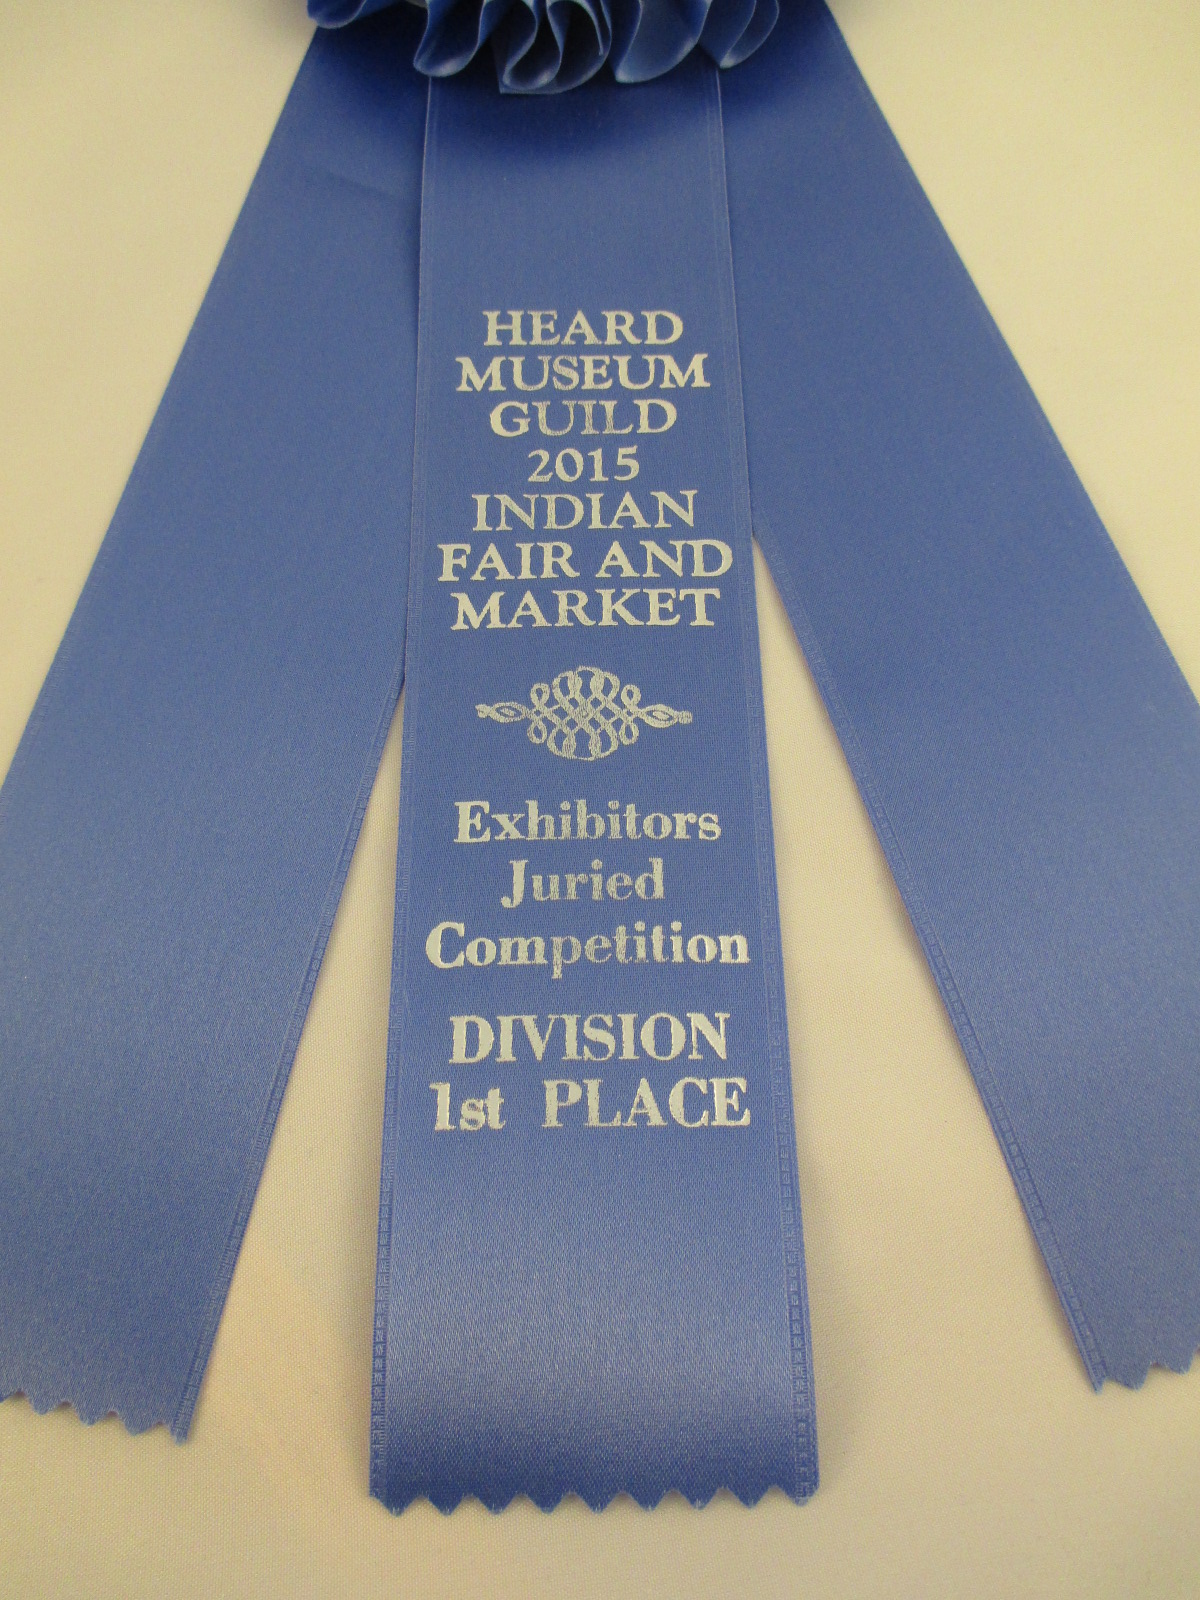 HEARD
MUSEUM
GUILD
2015
INDIAN
FAIR AND
MARKET
Exhibitors
Juried
Competition
DIVISION
1st PLACE